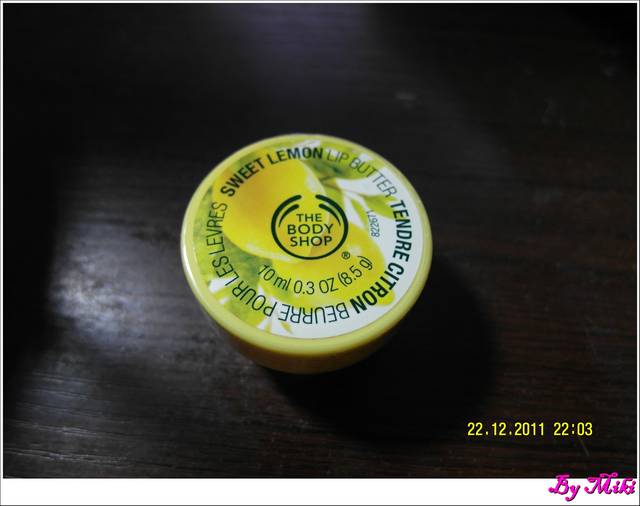 SWEET LEMON LIP BUTTER
TENDRE CITRON BEURRE POUR LES LEVRES
THE
BODY
SHOP
®
10 ml 0.3 OZ (8.5 g)
822671
22.12.2011 22:03
By Miki